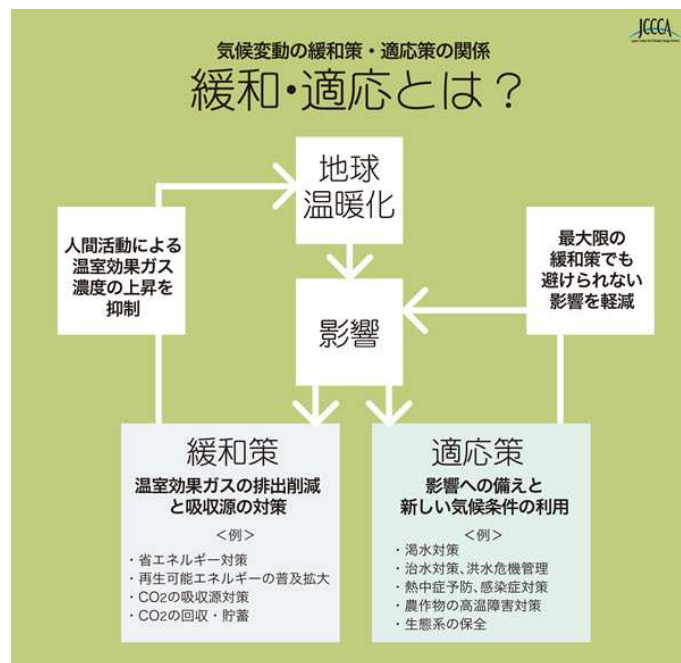 JCCCA
気候変動の緩和策・適応策の関係
緩和・適応とは？
地球
温暖化
人間活動による
温室効果ガス
濃度の上昇を
抑制
最大限の
緩和策でも
避けられない
影響を軽減
影響
緩和策
温室効果ガスの排出削減
と吸収源の対策
＜例＞
・省エネルギー対策
・再生可能エネルギーの普及拡大
・CO2の吸収源対策
・CO2の回収・貯蓄
適応策
影響への備えと
新しい気候条件の利用
＜例＞
・渇水対策
・治水対策、洪水危機管理
・熱中症予防、感染症対策
・農作物の高温障害対策
・生態系の保全